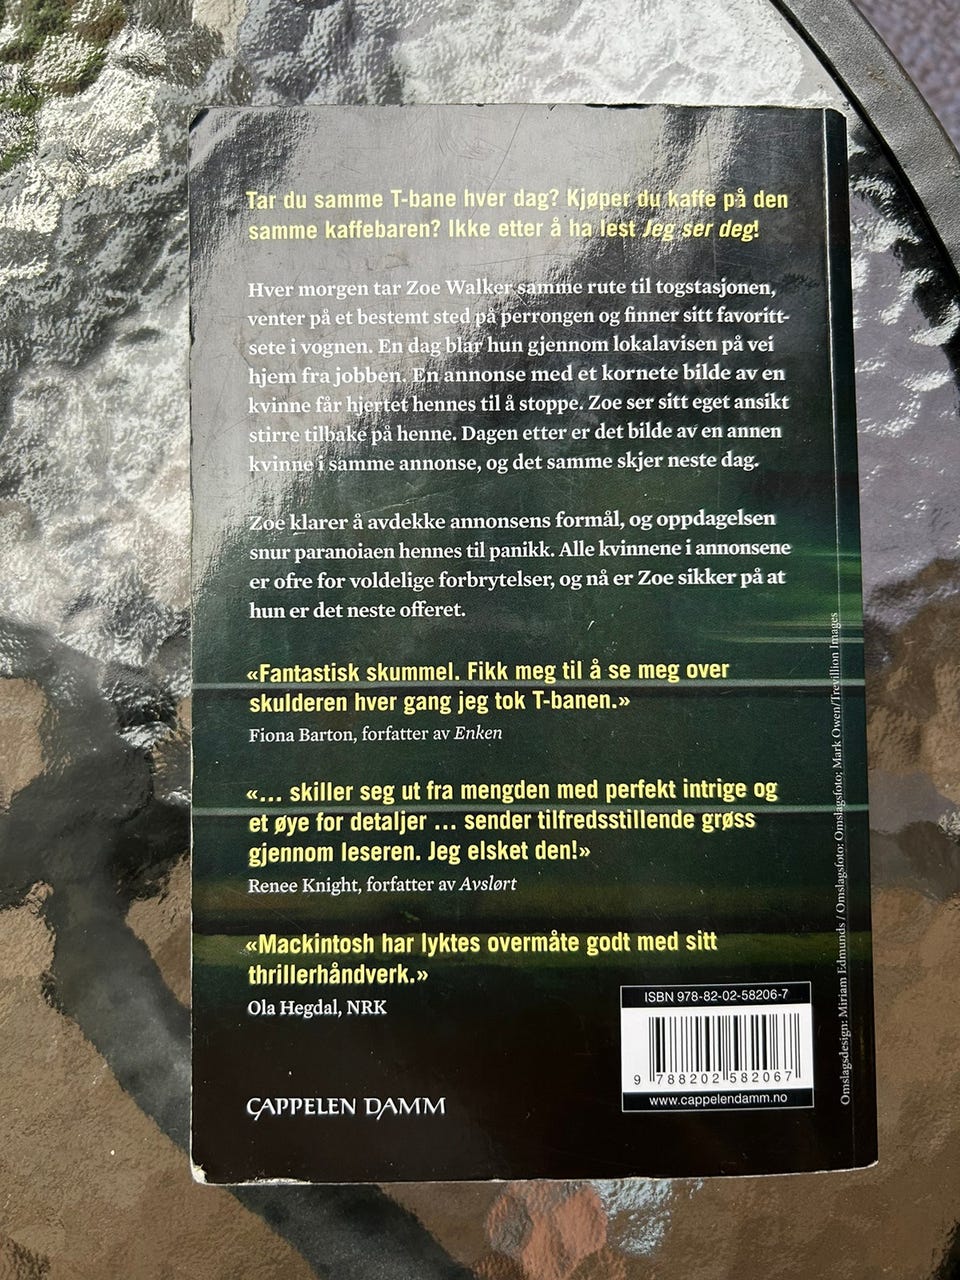 Tar du samme T-bane hver dag? Kjøper du kaffe på den
samme kaffebaren? Ikke etter å ha lest Jeg ser deg!
Hver morgen tar Zoe Walker samme rute til togstasjonen,
venter på et bestemt sted på perrongen og finner sitt favoritt-
sete i vognen. En dag blar hun gjennom lokalavisen på vei
hjem fra jobben. En annonse med et kornete bilde av en
kvinne får hjertet hennes til å stoppe. Zoe ser sitt eget ansikt
stirre tilbake på henne. Dagen etter er det bilde av en annen
kvinne i samme annonse, og det samme skjer neste dag.
Zoe klarer å avdekke annonsens formål, og oppdagelsen
snur paranoiaen hennes til panikk. Alle kvinnene i annonsene
er ofre for voldelige forbrytelser, og nå er Zoe sikker på at
hun er det neste offeret.
«Fantastisk skummel. Fikk meg til å se meg over
skulderen hver gang jeg tok T-banen.»
Fiona Barton, forfatter av Enken
«... skiller seg ut fra mengden med perfekt intrige og
et øye for detaljer ... sender tilfredsstillende grøss
gjennom leseren. Jeg elsket den!»
Renee Knight, forfatter av Avslørt
«Mackintosh har lyktes overmåte godt med sitt
thrillerhåndverk.»
Ola Hegdal, NRK
CAPPELEN DAMM
ISBN 978-82-02-58206-7
9 788202 582067
www.cappelendamm.no
Omslagsdesign: Miriam Edmunds / Omslagsfoto: Omslagsfoto: Mark Owen/Trevillion Images